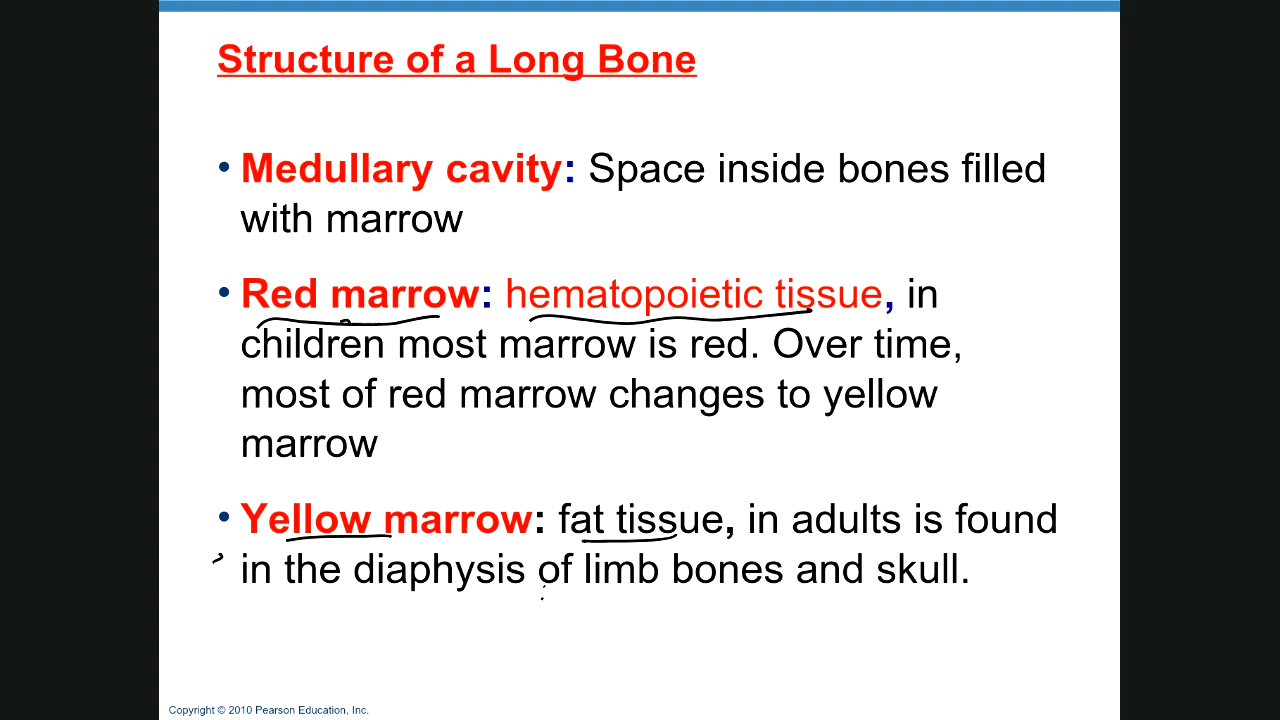 Structure of a Long Bone
• Medullary cavity: Space inside bones filled
with marrow
• Red marrow: hematopoietic tissue, in
children most marrow is red. Over time,
most of red marrow changes to yellow
marrow
• Yellow marrow: fat tissue, in adults is found
in the diaphysis of limb bones and skull.
Copyright © 2010 Pearson Education, Inc.